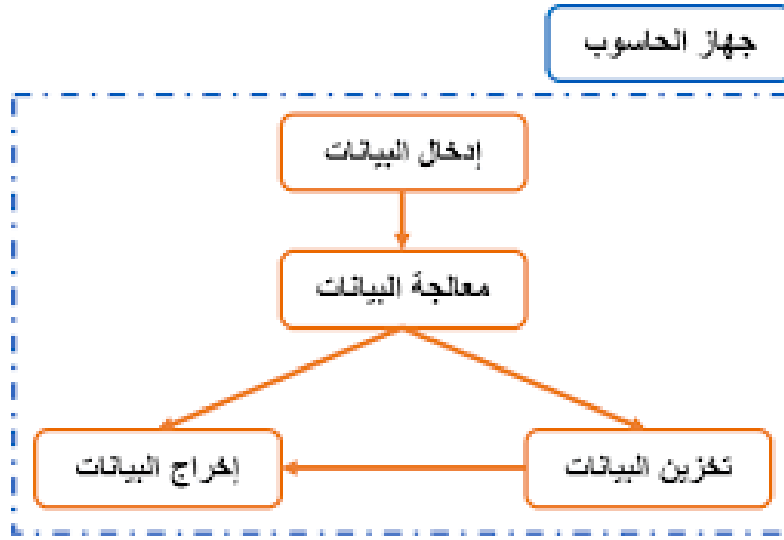 جهاز الحاسوب
إدخال البيانات
معالجة البيانات
تخزين البيانات
إخراج البيانات